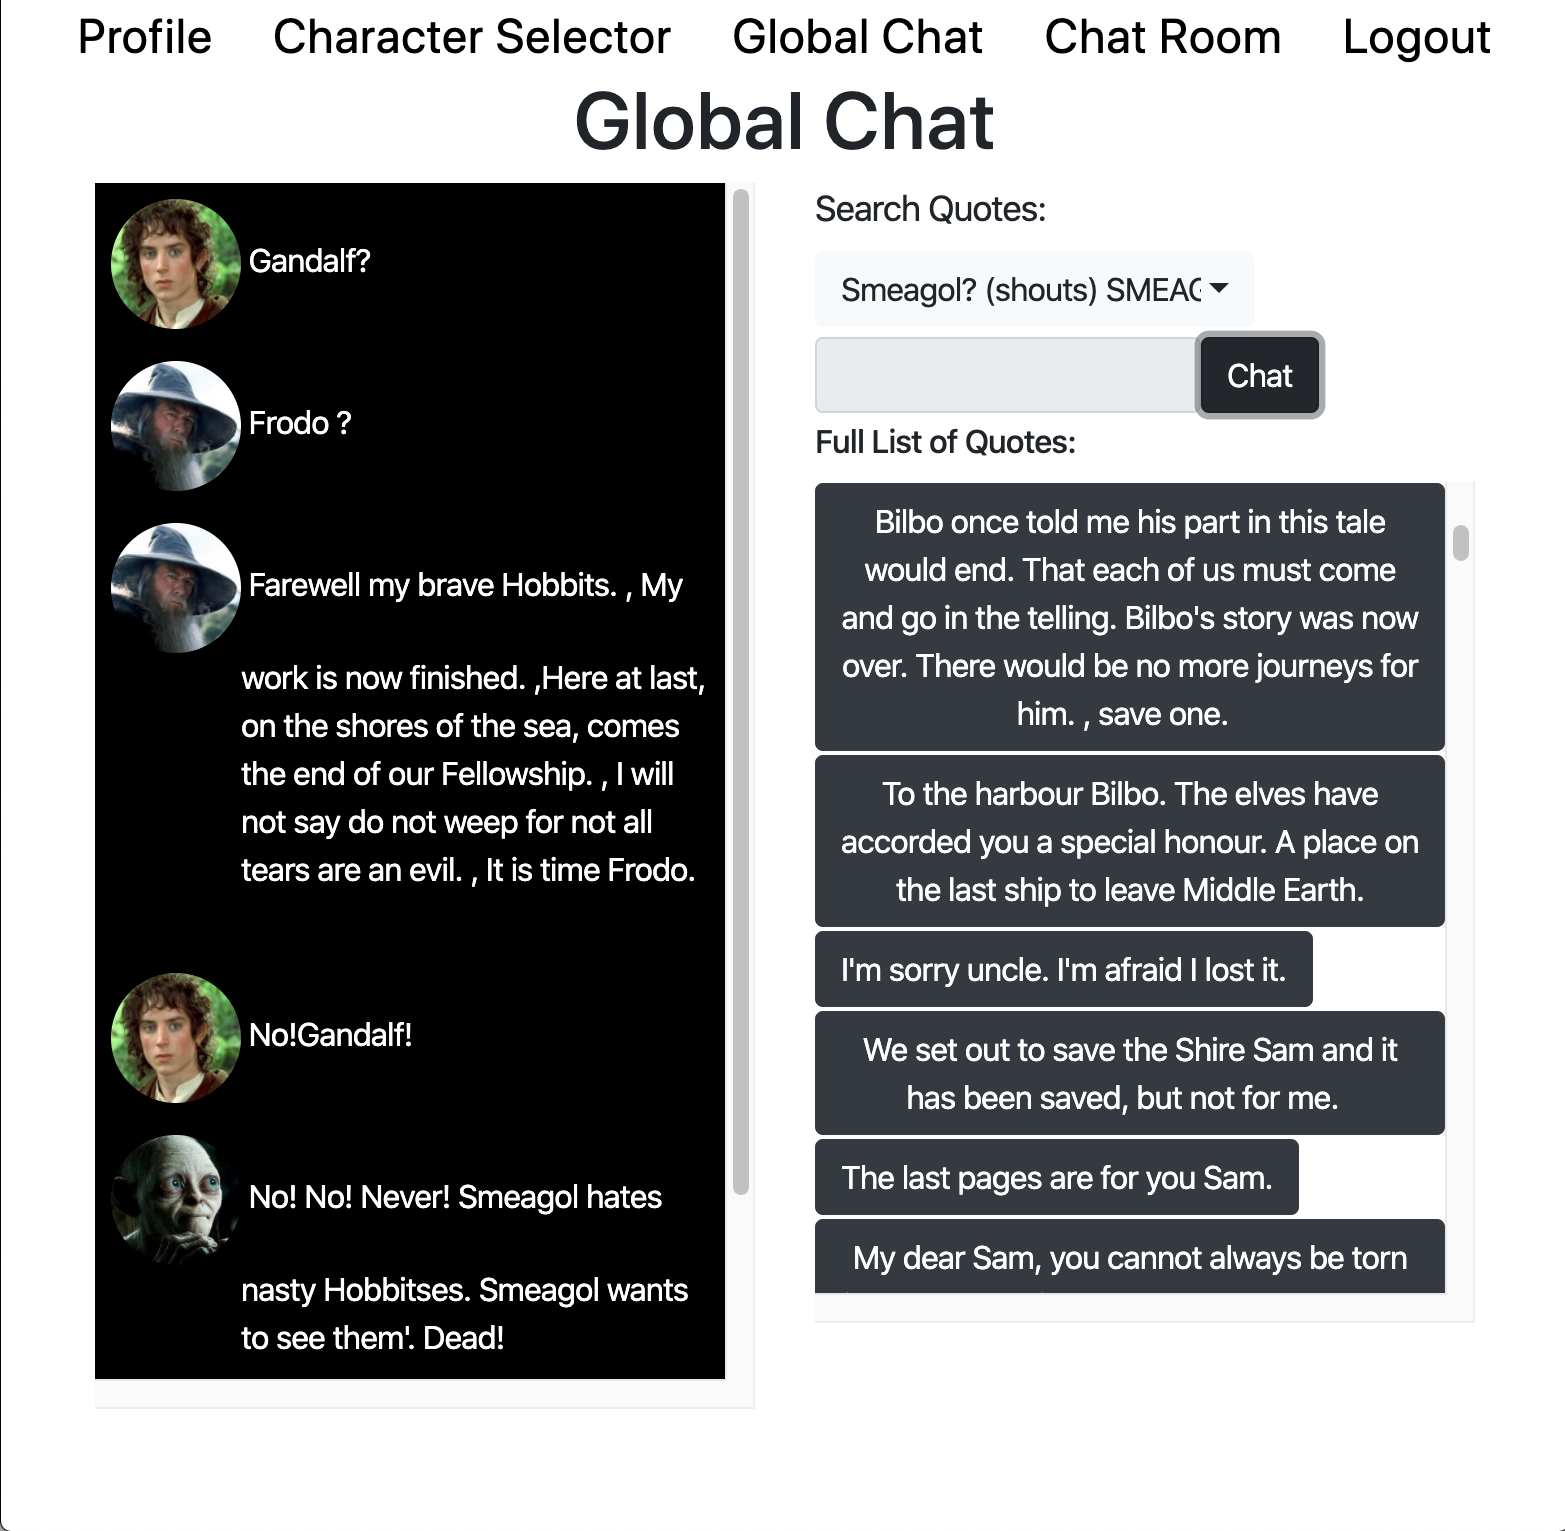 Profile Character Selector Global Chat Chat Room Logout
Global Chat
Gandalf?
Frodo ?
Farewell my brave Hobbits. , My
work is now finished. ,Here at last,
on the shores of the sea, comes
the end of our Fellowship. , I will
not say do not weep for not all
tears are an evil. , It is time Frodo.
No!Gandalf!
No! No! Never! Smeagol hates
nasty Hobbitses. Smeagol wants
to see them'. Dead!
Search Quotes:
Smeagol? (shouts) SMEAG
Chat
Full List of Quotes:
Bilbo once told me his part in this tale
would end. That each of us must come
and go in the telling. Bilbo's story was now
over. There would be no more journeys for
him. , save one.
To the harbour Bilbo. The elves have
accorded you a special honour. A place on
the last ship to leave Middle Earth.
I'm sorry uncle. I'm afraid I lost it.
We set out to save the Shire Sam and it
has been saved, but not for me.
The last pages are for you Sam.
My dear Sam, you cannot always be torn